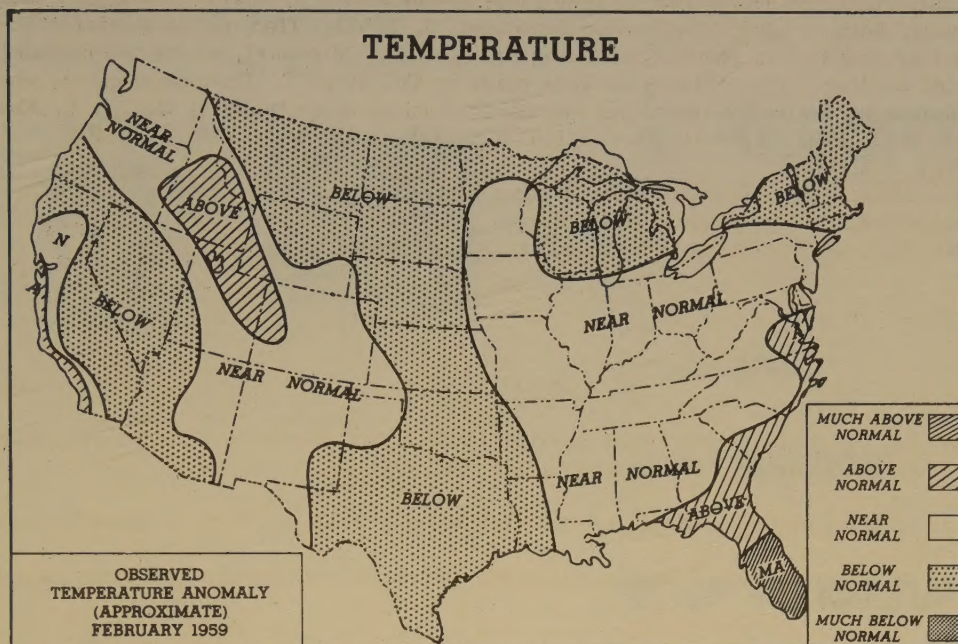 TEMPERATURE
NEAR
NORMAL
ABOVE
BELOW
BELOW
BELOW
N
A
BELOW
NEAR NORMAL
NEAR NORMAL
BELOW
NEAR NORMAL
ABOVE
MA
MUCH ABOVE
NORMAL
ABOVE
NORMAL
NEAR
NORMAL
BELOW
NORMAL
MUCH BELOW
NORMAL
OBSERVED
TEMPERATURE ANOMALY
(APPROXIMATE)
FEBRUARY 1959